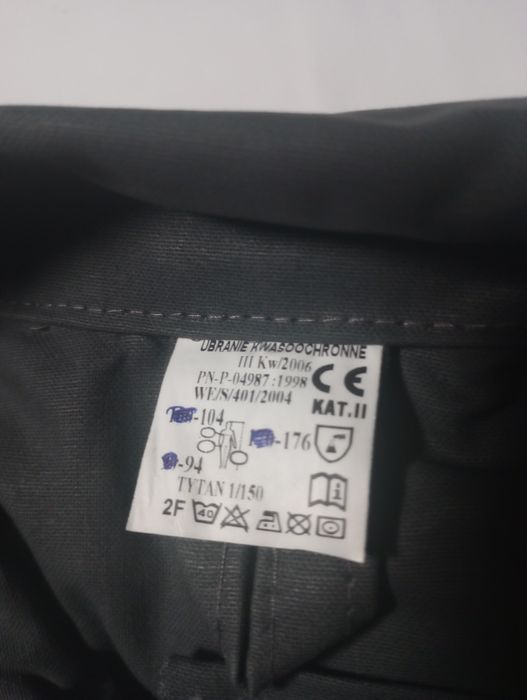 UBRANIE KWASOOCHRONNE
III Kw/2006
PN-P-04987:1998
WE/S/401/2004
CE
KAT.II
-104
-176
-94
TYTAN 1/150
2F 40